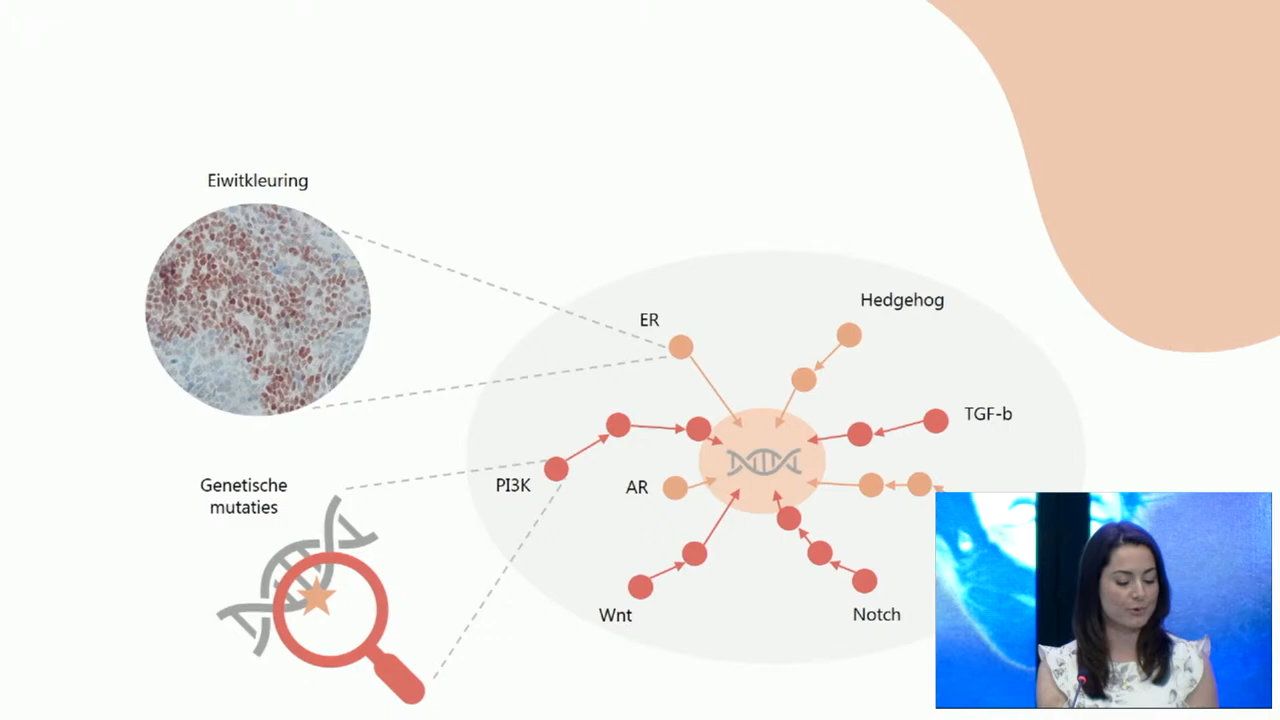 Eiwitkleuring
Hedgehog
ER
TGF-b
Genetische
mutaties
PI3K
AR
Wnt
Notch